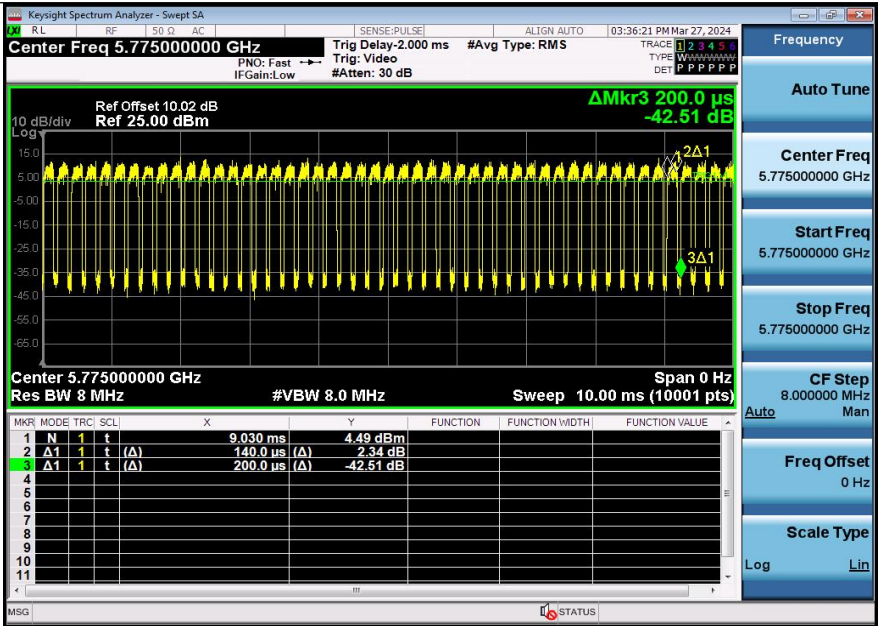 Keysight Spectrum Analyzer - Swept SA
LXI RL RF 50 Ω AC SENSE:PULSE ALIGN AUTO 03:36:21 PM Mar 27, 2024
Center Freq 5.775000000 GHz
PNO: Fast
IFGain:Low
Trig Delay-2.000 ms
Trig: Video
#Atten: 30 dB
#Avg Type: RMS
TRACE 1 2 3 4 5 6
TYPE WWWWWW
DET P P P P P P
Frequency
Auto Tune
Center Freq
5.775000000 GHz
Start Freq
5.775000000 GHz
Stop Freq
5.775000000 GHz
CF Step
8.000000 MHz
Auto Man
Freq Offset
0 Hz
Scale Type
Log Lin
Ref Offset 10.02 dB
10 dB/div Ref 25.00 dBm
Log
ΔMkr3 200.0 µs
-42.51 dB
15.0
5.00
-5.00
-15.0
-25.0
-35.0
-45.0
-55.0
-65.0
2Δ1
3Δ1
Center 5.775000000 GHz Span 0 Hz
Res BW 8 MHz #VBW 8.0 MHz Sweep 10.00 ms (10001 pts)
MKR MODE TRC SCL X Y FUNCTION FUNCTION WIDTH FUNCTION VALUE
1 N 1 t 9.030 ms 4.49 dBm
2 Δ1 1 t (Δ) 140.0 µs (Δ) 2.34 dB
3 Δ1 1 t (Δ) 200.0 µs (Δ) -42.51 dB
4
5
6
7
8
9
10
11
MSG STATUS